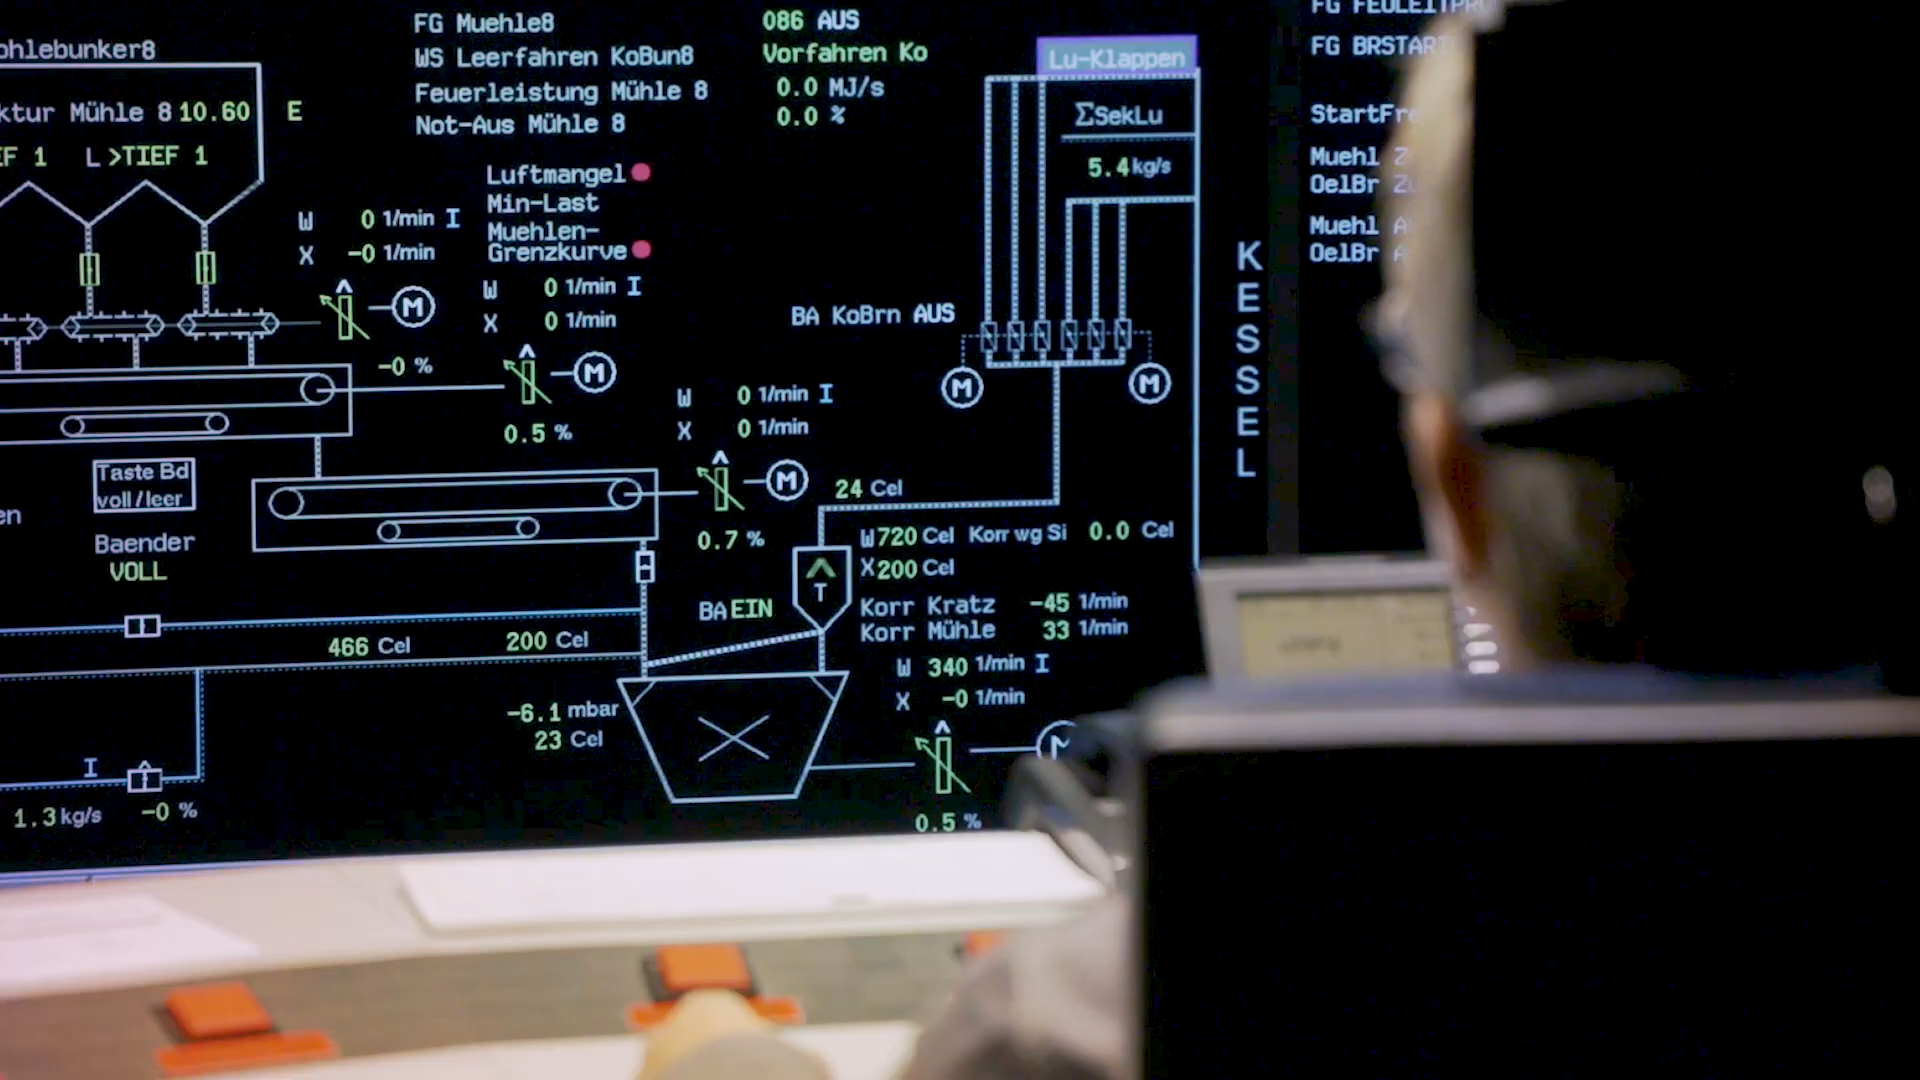 FG Muehle8
086 AUS
WS Leerfahren KoBun8
Vorfahren Ko
Feuerleistung Mühle 8
0.0 MJ/s
Not-Aus Mühle 8
0.0 %
ohlebunker8
ktur Mühle 8 10.60 E
EF 1 L >TIEF 1
Luftmangel
Min-Last
Muehlen-
Grenzkurve
W 0 1/min I
X -0 1/min
M
-0 %
W 0 1/min I
X 0 1/min
M
0.5 %
W 0 1/min I
X 0 1/min
M
0.7 %
Lu-Klappen
ΣSekLu
5.4 kg/s
BA KoBrn AUS
M
M
KESSEL
FG FEULEITPR
FG BRSTAR
StartFre
Muehl
OelBr
Muehl
OelBr
Taste Bd
voll/leer
en
Baender
VOLL
24 Cel
W 720 Cel Korr wg Si 0.0 Cel
X 200 Cel
T
BA EIN
Korr Kratz -45 1/min
Korr Mühle 33 1/min
W 340 1/min I
X -0 1/min
M
0.5 %
466 Cel
200 Cel
-6.1 mbar
23 Cel
I
1.3 kg/s -0 %